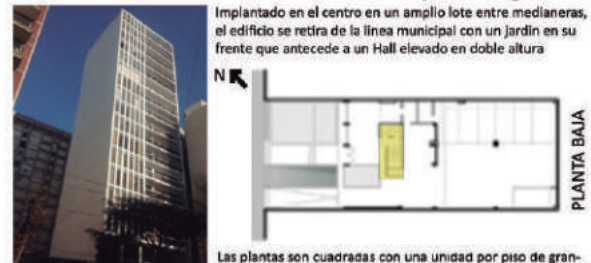 Implantado en el centro en un amplio lote entre medianeras,
el edificio se retira de la linea municipal con un jardin en su
frente que antecede a un Hall elevado en doble altura
N
PLANTA BAJA
Las plantas son cuadradas con una unidad por piso de gran-